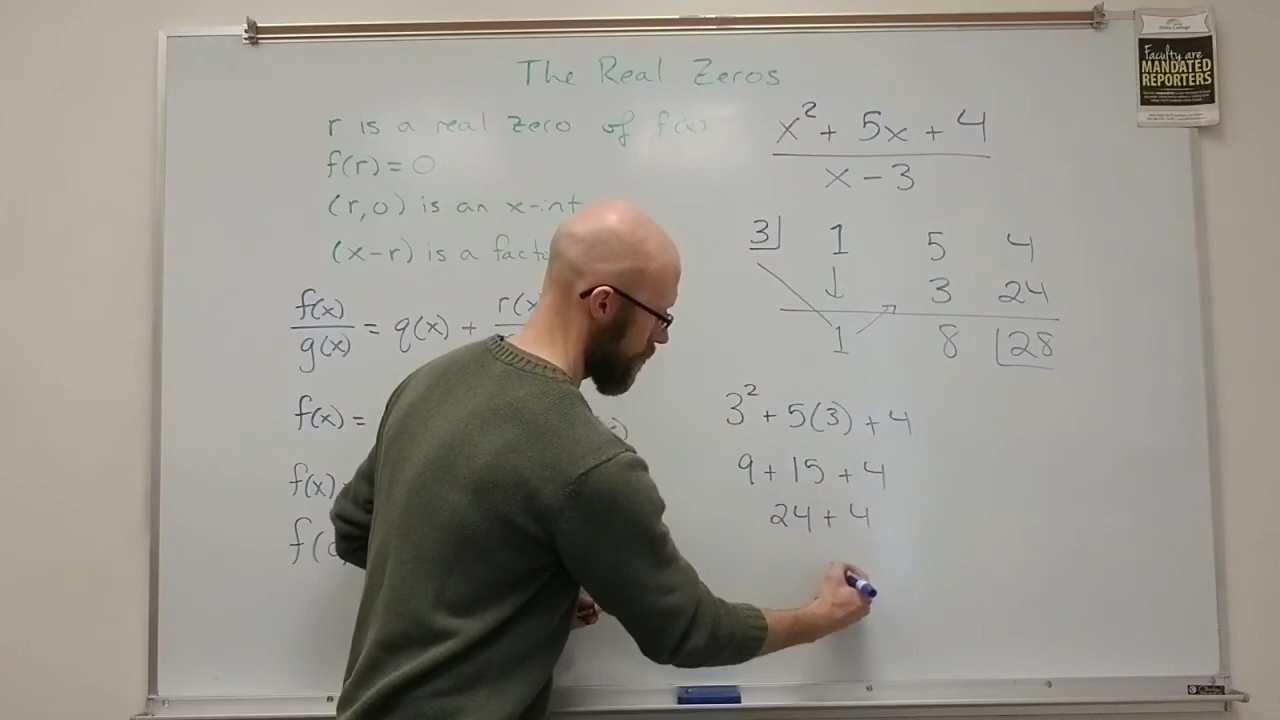 The Real Zeros
r is a real zero of f(x)
f(r) = 0
(r,0) is an x-int
(x-r) is a
f(x)
g(x)
= q(x) +
f(x) =
f(x)
x² + 5x + 4
x - 3
3 1 5 4
3 24
1 8 28
3² + 5(3) + 4
9 + 15 + 4
24 + 4
Faculty are
MANDATED
REPORTERS